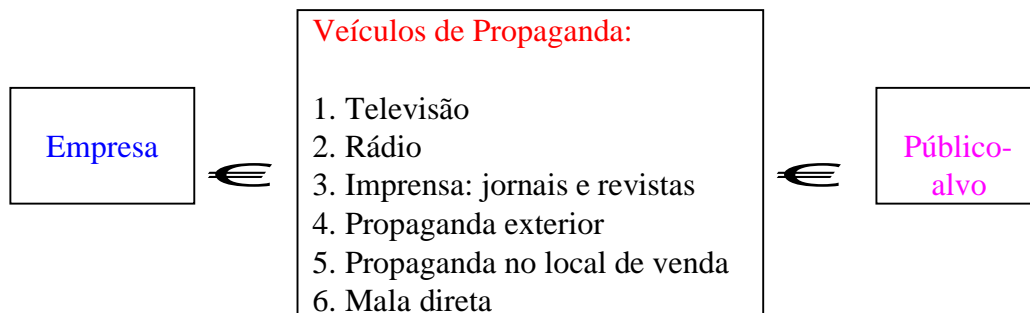 Veículos de Propaganda:
1. Televisão
2. Rádio
3. Imprensa: jornais e revistas
4. Propaganda exterior
5. Propaganda no local de venda
6. Mala direta
Empresa
Público-
alvo